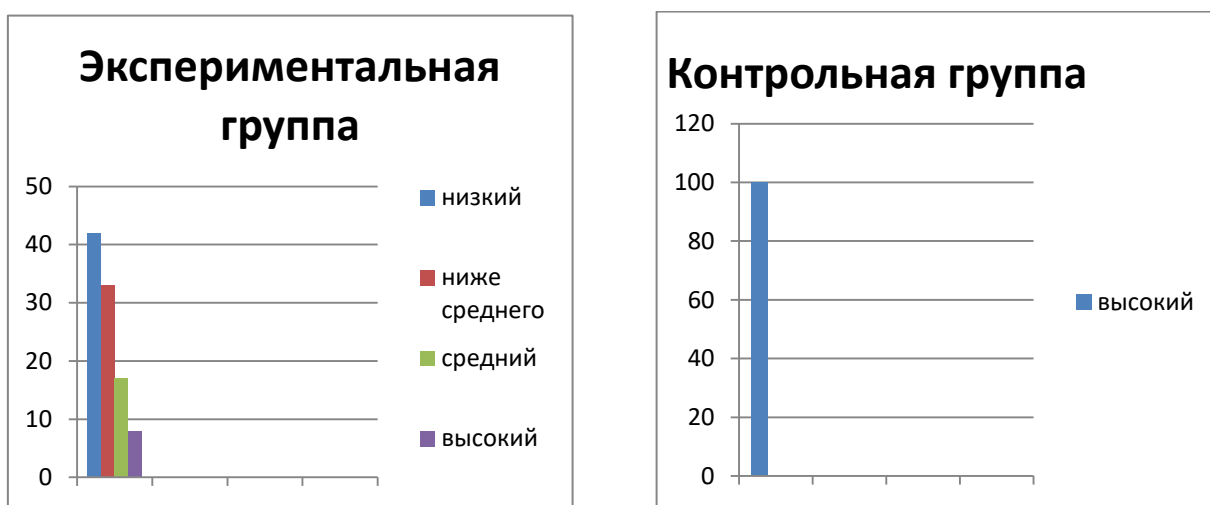 Экспериментальная
группа
50
40
30
20
10
0
низкий
ниже
среднего
средний
высокий
Контрольная группа
120
100
80
60
40
20
0
высокий